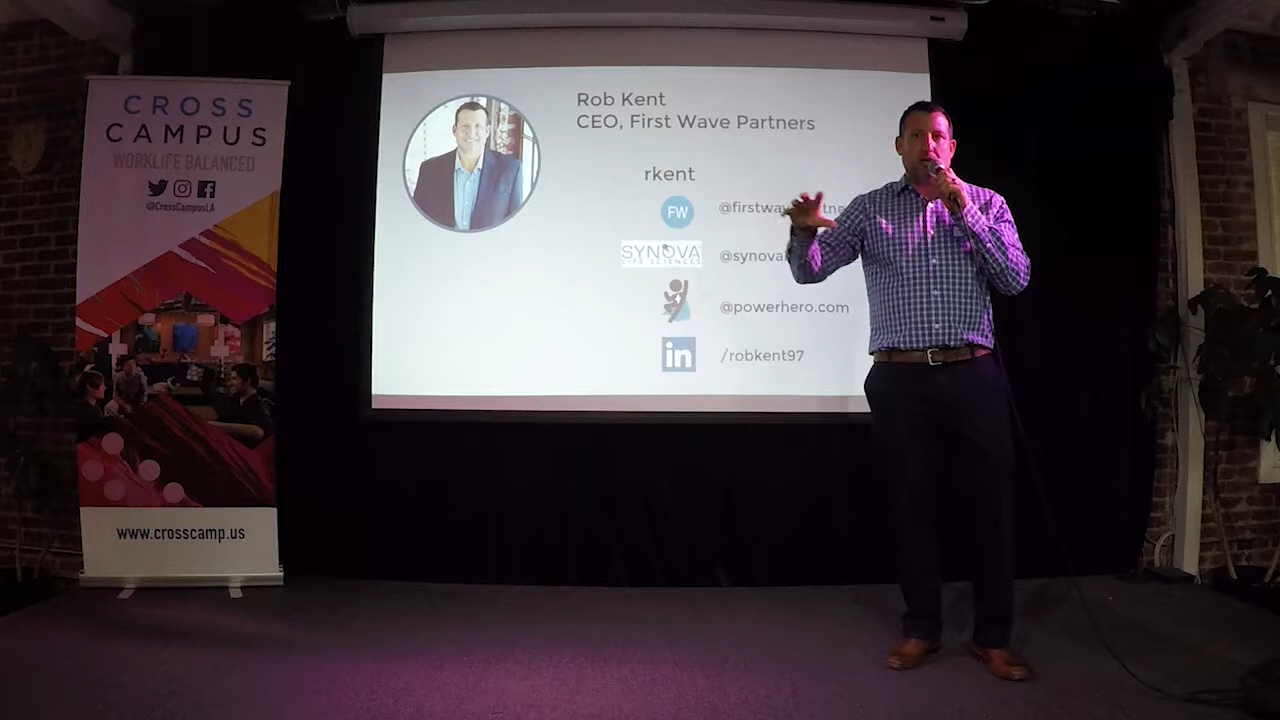 CROSS
CAMPUS
WORKLIFE BALANCED
@CrossCampusLA
www.crosscamp.us
Rob Kent
CEO, First Wave Partners
rkent
FW
SYNOVA
LIFE SCIENCES
@powerhero.com
in
/robkent97